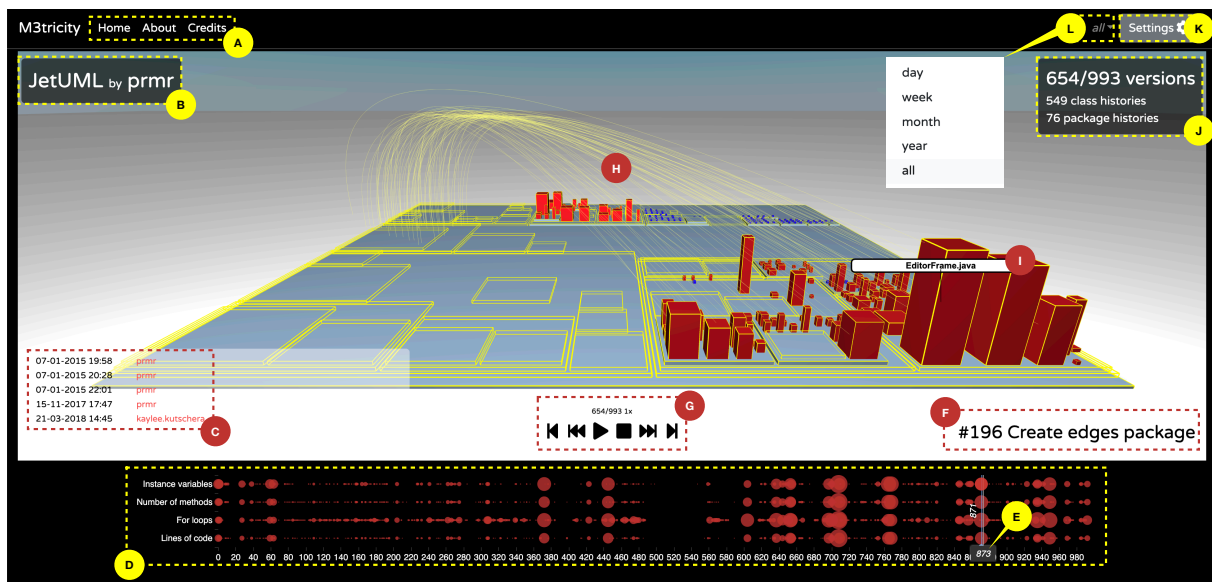 M3tricity Home About Credits A
L all Settings K
JetUML by prmr
B
day
week
month
year
all
654/993 versions
549 class histories
76 package histories
J
H
EditorFrame.java I
07-01-2015 19:58 prmr
07-01-2015 20:28 prmr
07-01-2015 22:01 prmr
15-11-2017 17:47 prmr
21-03-2018 14:45 kaylee.kutschera
C
654/993 1x
G
F
#196 Create edges package
Instance variables
Number of methods
For loops
Lines of code
871
E
0 20 40 60 80 100 120 140 160 180 200 220 240 260 280 300 320 340 360 380 400 420 440 460 480 500 520 540 560 580 600 620 640 660 680 700 720 740 760 780 800 820 840 873 900 920 940 960 980
D